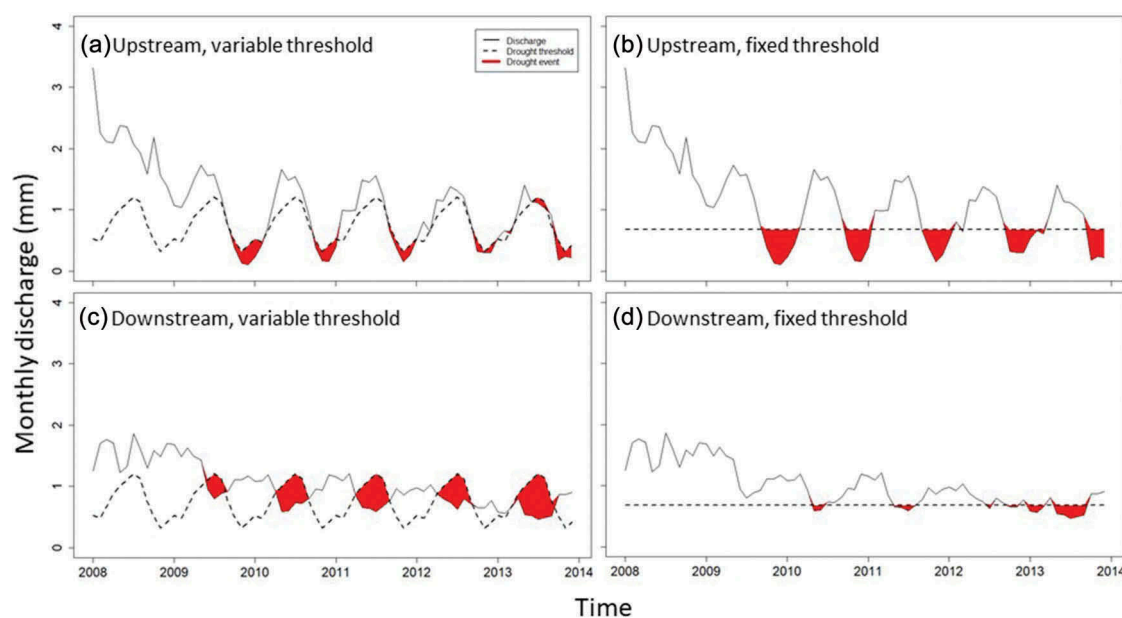 (a) Upstream, variable threshold
Discharge
Drought threshold
Drought event
4
3
2
1
0
(b) Upstream, fixed threshold
(c) Downstream, variable threshold
4
3
2
1
0
2008 2009 2010 2011 2012 2013 2014
(d) Downstream, fixed threshold
2008 2009 2010 2011 2012 2013 2014
Monthly discharge (mm)
Time